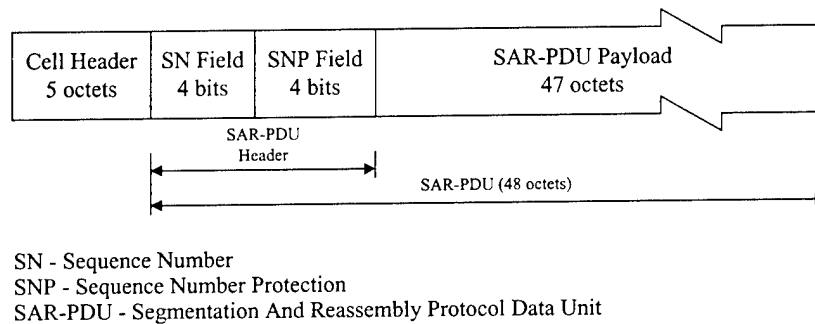 Cell Header
5 octets
SN Field
4 bits
SNP Field
4 bits
SAR-PDU Payload
47 octets
SAR-PDU
Header
SAR-PDU (48 octets)
SN - Sequence Number
SNP - Sequence Number Protection
SAR-PDU - Segmentation And Reassembly Protocol Data Unit